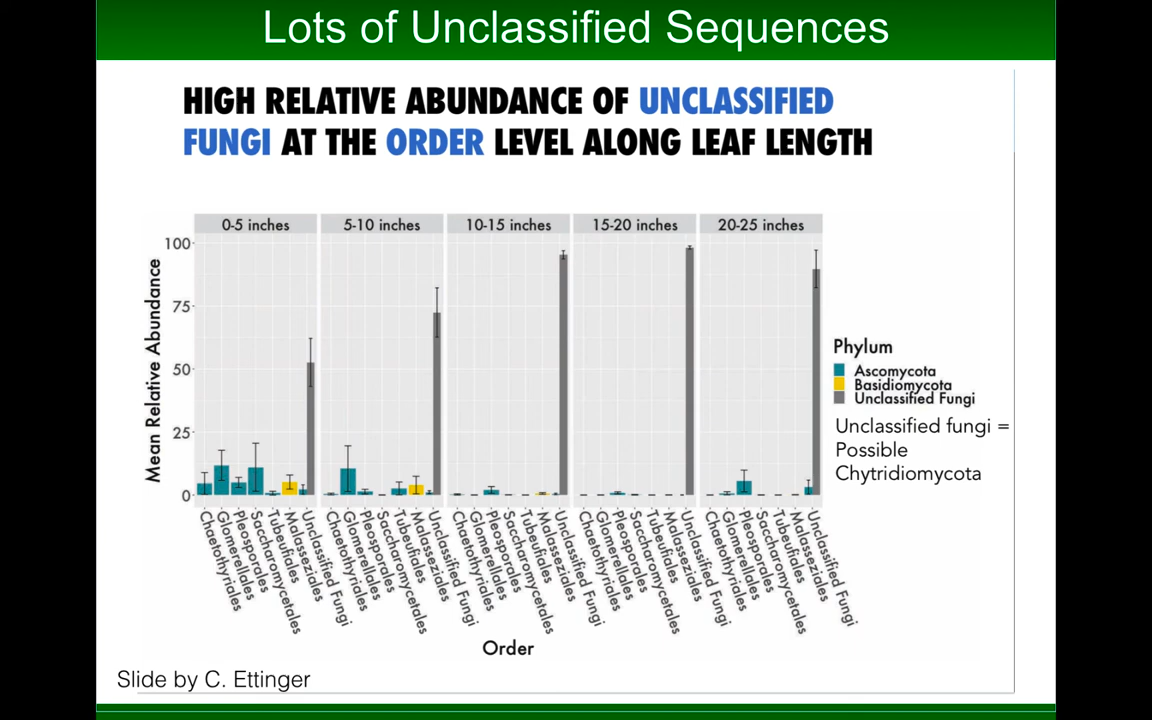 Lots of Unclassified Sequences
HIGH RELATIVE ABUNDANCE OF UNCLASSIFIED
FUNGI AT THE ORDER LEVEL ALONG LEAF LENGTH
0-5 inches
5-10 inches
10-15 inches
15-20 inches
20-25 inches
Mean Relative Abundance
100
75
50
25
0
Chaetothyriales
Glomerellales
Pleosporales
Saccharomycetales
Tubeufiales
Malasseziales
Unclassified Fungi
Chaetothyriales
Glomerellales
Pleosporales
Saccharomycetales
Tubeufiales
Malasseziales
Unclassified Fungi
Chaetothyriales
Glomerellales
Pleosporales
Saccharomycetales
Tubeufiales
Malasseziales
Unclassified Fungi
Chaetothyriales
Glomerellales
Pleosporales
Saccharomycetales
Tubeufiales
Malasseziales
Unclassified Fungi
Chaetothyriales
Glomerellales
Pleosporales
Saccharomycetales
Tubeufiales
Malasseziales
Unclassified Fungi
Order
Phylum
Ascomycota
Basidiomycota
Unclassified Fungi
Unclassified fungi =
Possible
Chytridiomycota
Slide by C. Ettinger